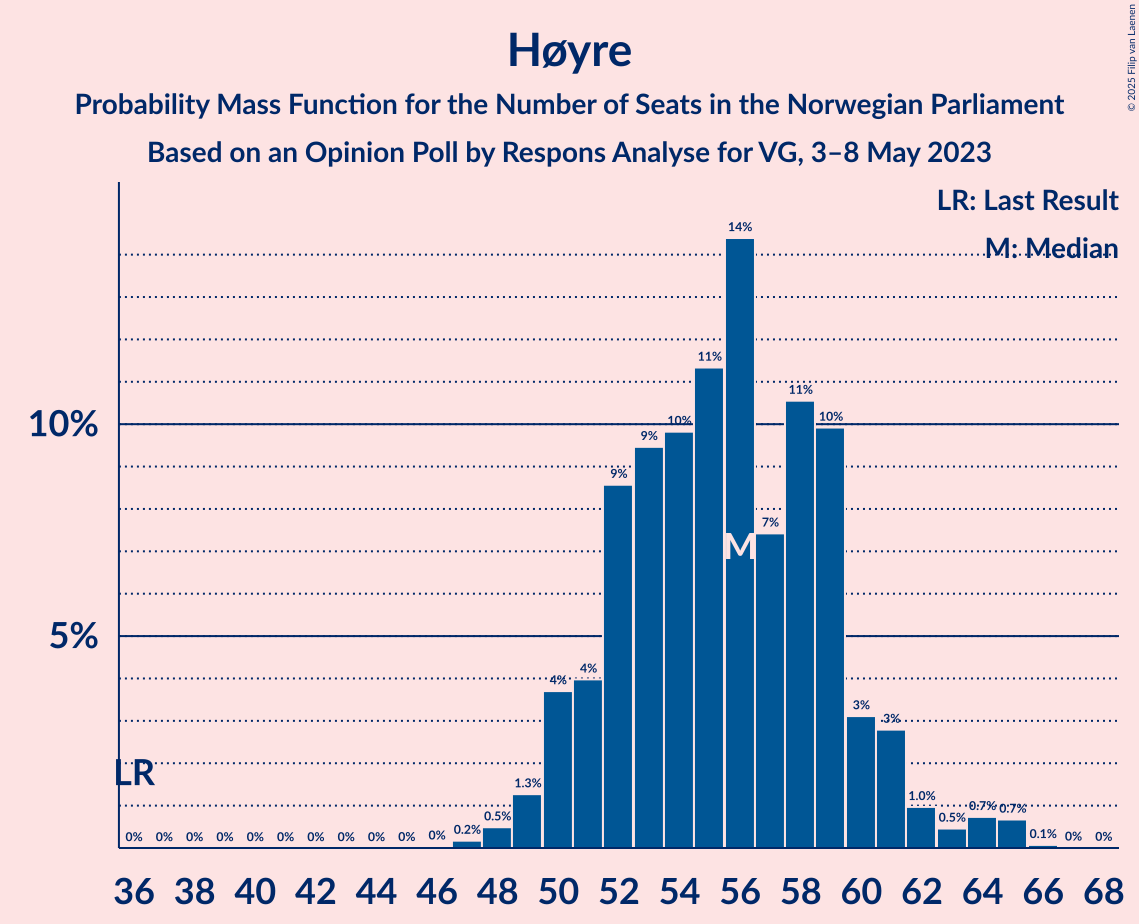 Høyre
Probability Mass Function for the Number of Seats in the Norwegian Parliament
Based on an Opinion Poll by Respons Analyse for VG, 3–8 May 2023
© 2025 Filip van Laenen
LR: Last Result
M: Median
10%
5%
LR
M
0% 0% 0% 0% 0% 0% 0% 0% 0% 0% 0% 0.2% 0.5% 1.3% 4% 4% 9% 9% 10% 11% 14% 7% 11% 10% 3% 3% 1.0% 0.5% 0.7% 0.7% 0.1% 0% 0%
36 38 40 42 44 46 48 50 52 54 56 58 60 62 64 66 68